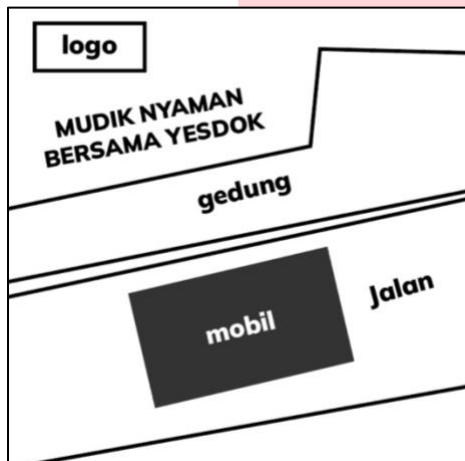 logo
MUDIK NYAMAN
BERSAMA YESDOK
gedung
Jalan
mobil